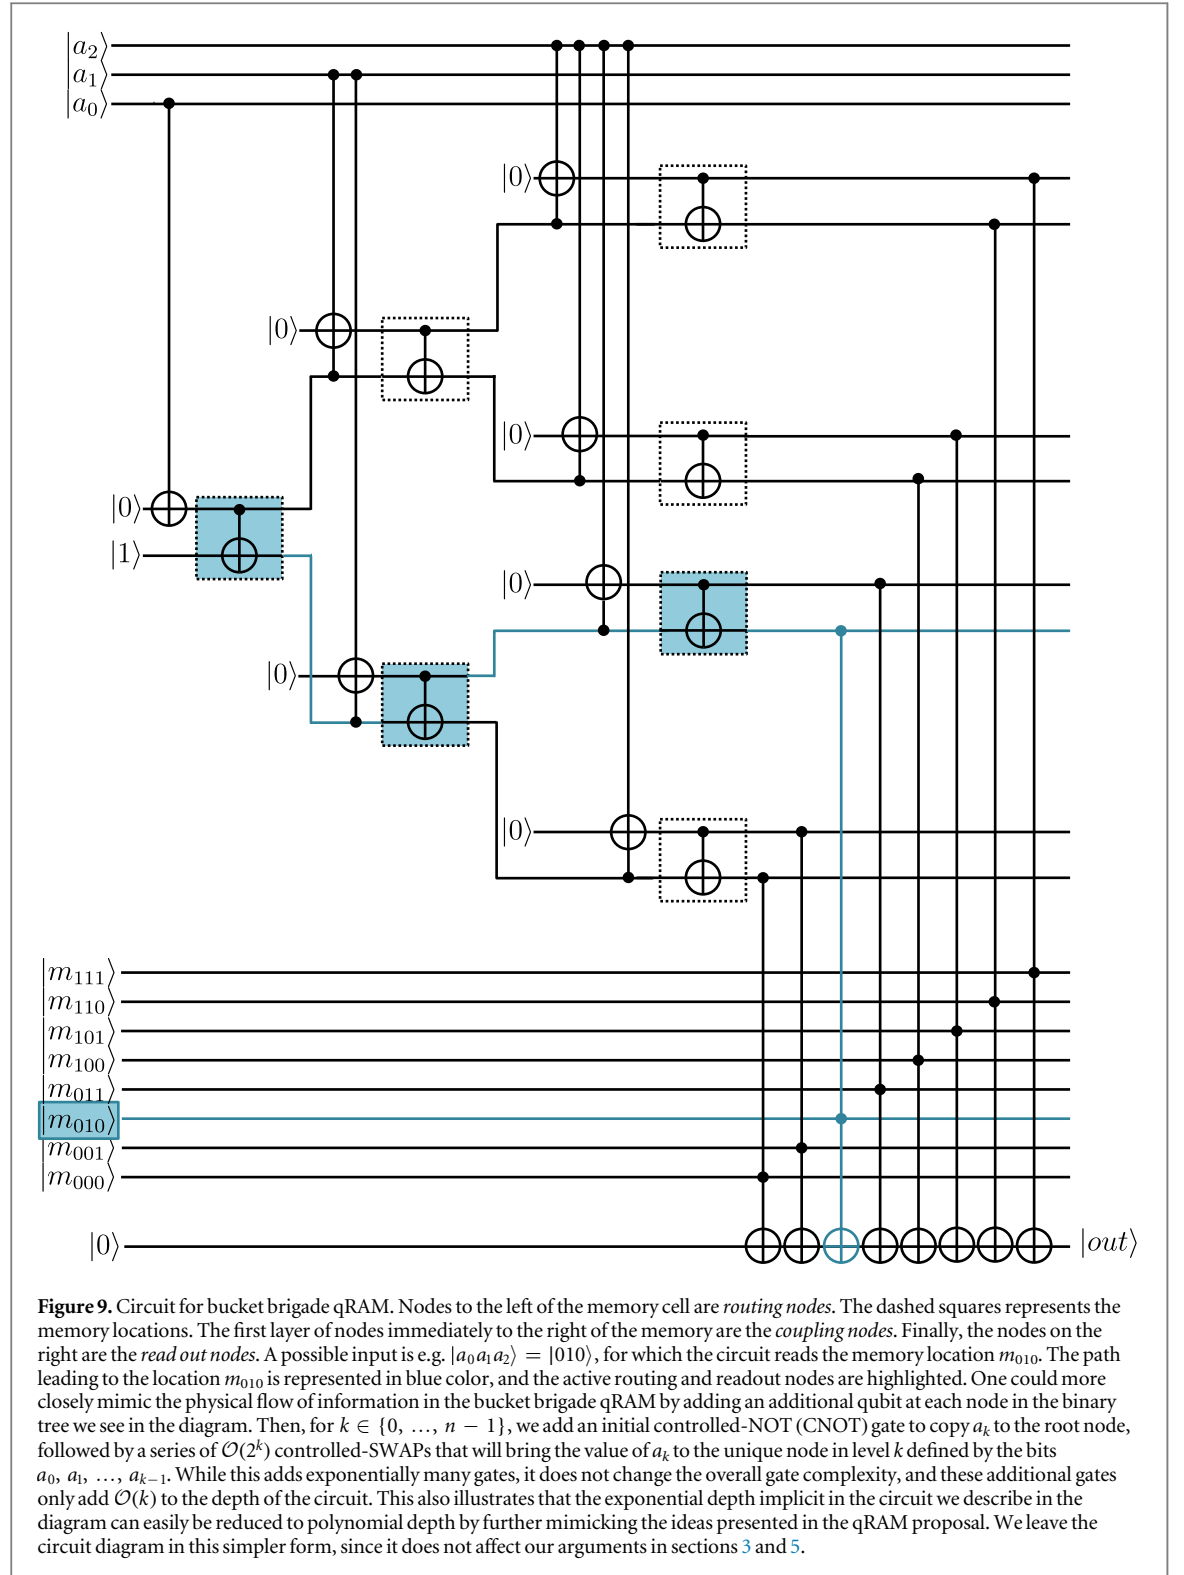 |a₂⟩
|a₁⟩
|a₀⟩
|0⟩
|0⟩
|0⟩
|0⟩
|1⟩
|0⟩
|0⟩
|0⟩
|m₁₁₁⟩
|m₁₁₀⟩
|m₁₀₁⟩
|m₁₀₀⟩
|m₀₁₁⟩
|m₀₁₀⟩
|m₀₀₁⟩
|m₀₀₀⟩
|0⟩ |out⟩
Figure 9. Circuit for bucket brigade qRAM. Nodes to the left of the memory cell are routing nodes. The dashed squares represents the
memory locations. The first layer of nodes immediately to the right of the memory are the coupling nodes. Finally, the nodes on the
right are the read out nodes. A possible input is e.g. |a₀a₁a₂⟩ = |010⟩, for which the circuit reads the memory location m₀₁₀. The path
leading to the location m₀₁₀ is represented in blue color, and the active routing and readout nodes are highlighted. One could more
closely mimic the physical flow of information in the bucket brigade qRAM by adding an additional qubit at each node in the binary
tree we see in the diagram. Then, for k ∈ {0, …, n − 1}, we add an initial controlled-NOT (CNOT) gate to copy aₖ to the root node,
followed by a series of 𝒪(2ᵏ) controlled-SWAPs that will bring the value of aₖ to the unique node in level k defined by the bits
a₀, a₁, …, aₖ₋₁. While this adds exponentially many gates, it does not change the overall gate complexity, and these additional gates
only add 𝒪(k) to the depth of the circuit. This also illustrates that the exponential depth implicit in the circuit we describe in the
diagram can easily be reduced to polynomial depth by further mimicking the ideas presented in the qRAM proposal. We leave the
circuit diagram in this simpler form, since it does not affect our arguments in sections 3 and 5.